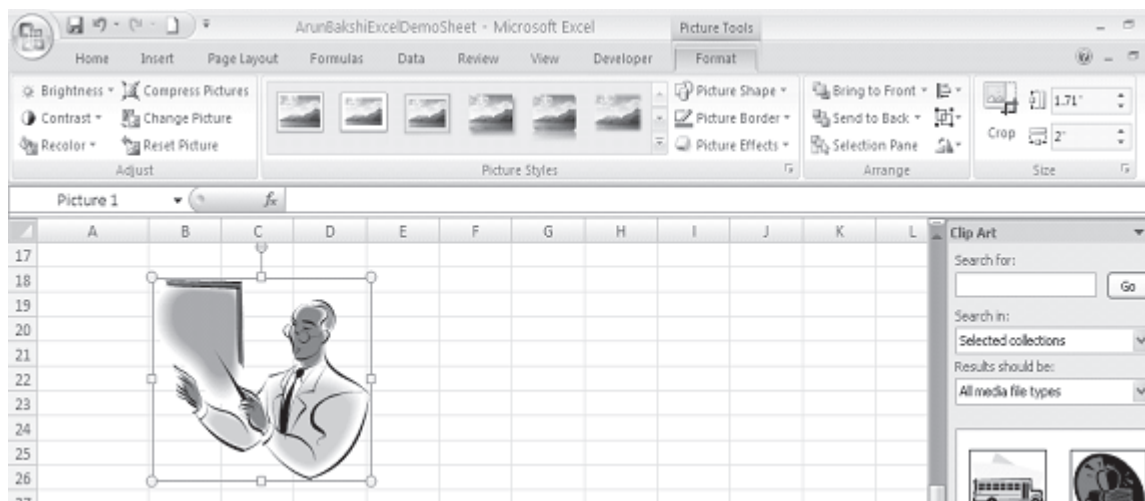 ArunBakshiExcelDemoSheet - Microsoft Excel Picture Tools
Home Insert Page Layout Formulas Data Review View Developer Format
Brightness Compress Pictures Picture Shape Bring to Front 1.71"
Contrast Change Picture Picture Border Send to Back
Recolor Reset Picture Picture Effects Selection Pane Crop 2"
Adjust Picture Styles Arrange Size
Picture 1 fx
A B C D E F G H I J K L Clip Art
17
Search for:
18
Go
19
Search in:
20
Selected collections
21
Results should be:
22
All media file types
23
24
25
26